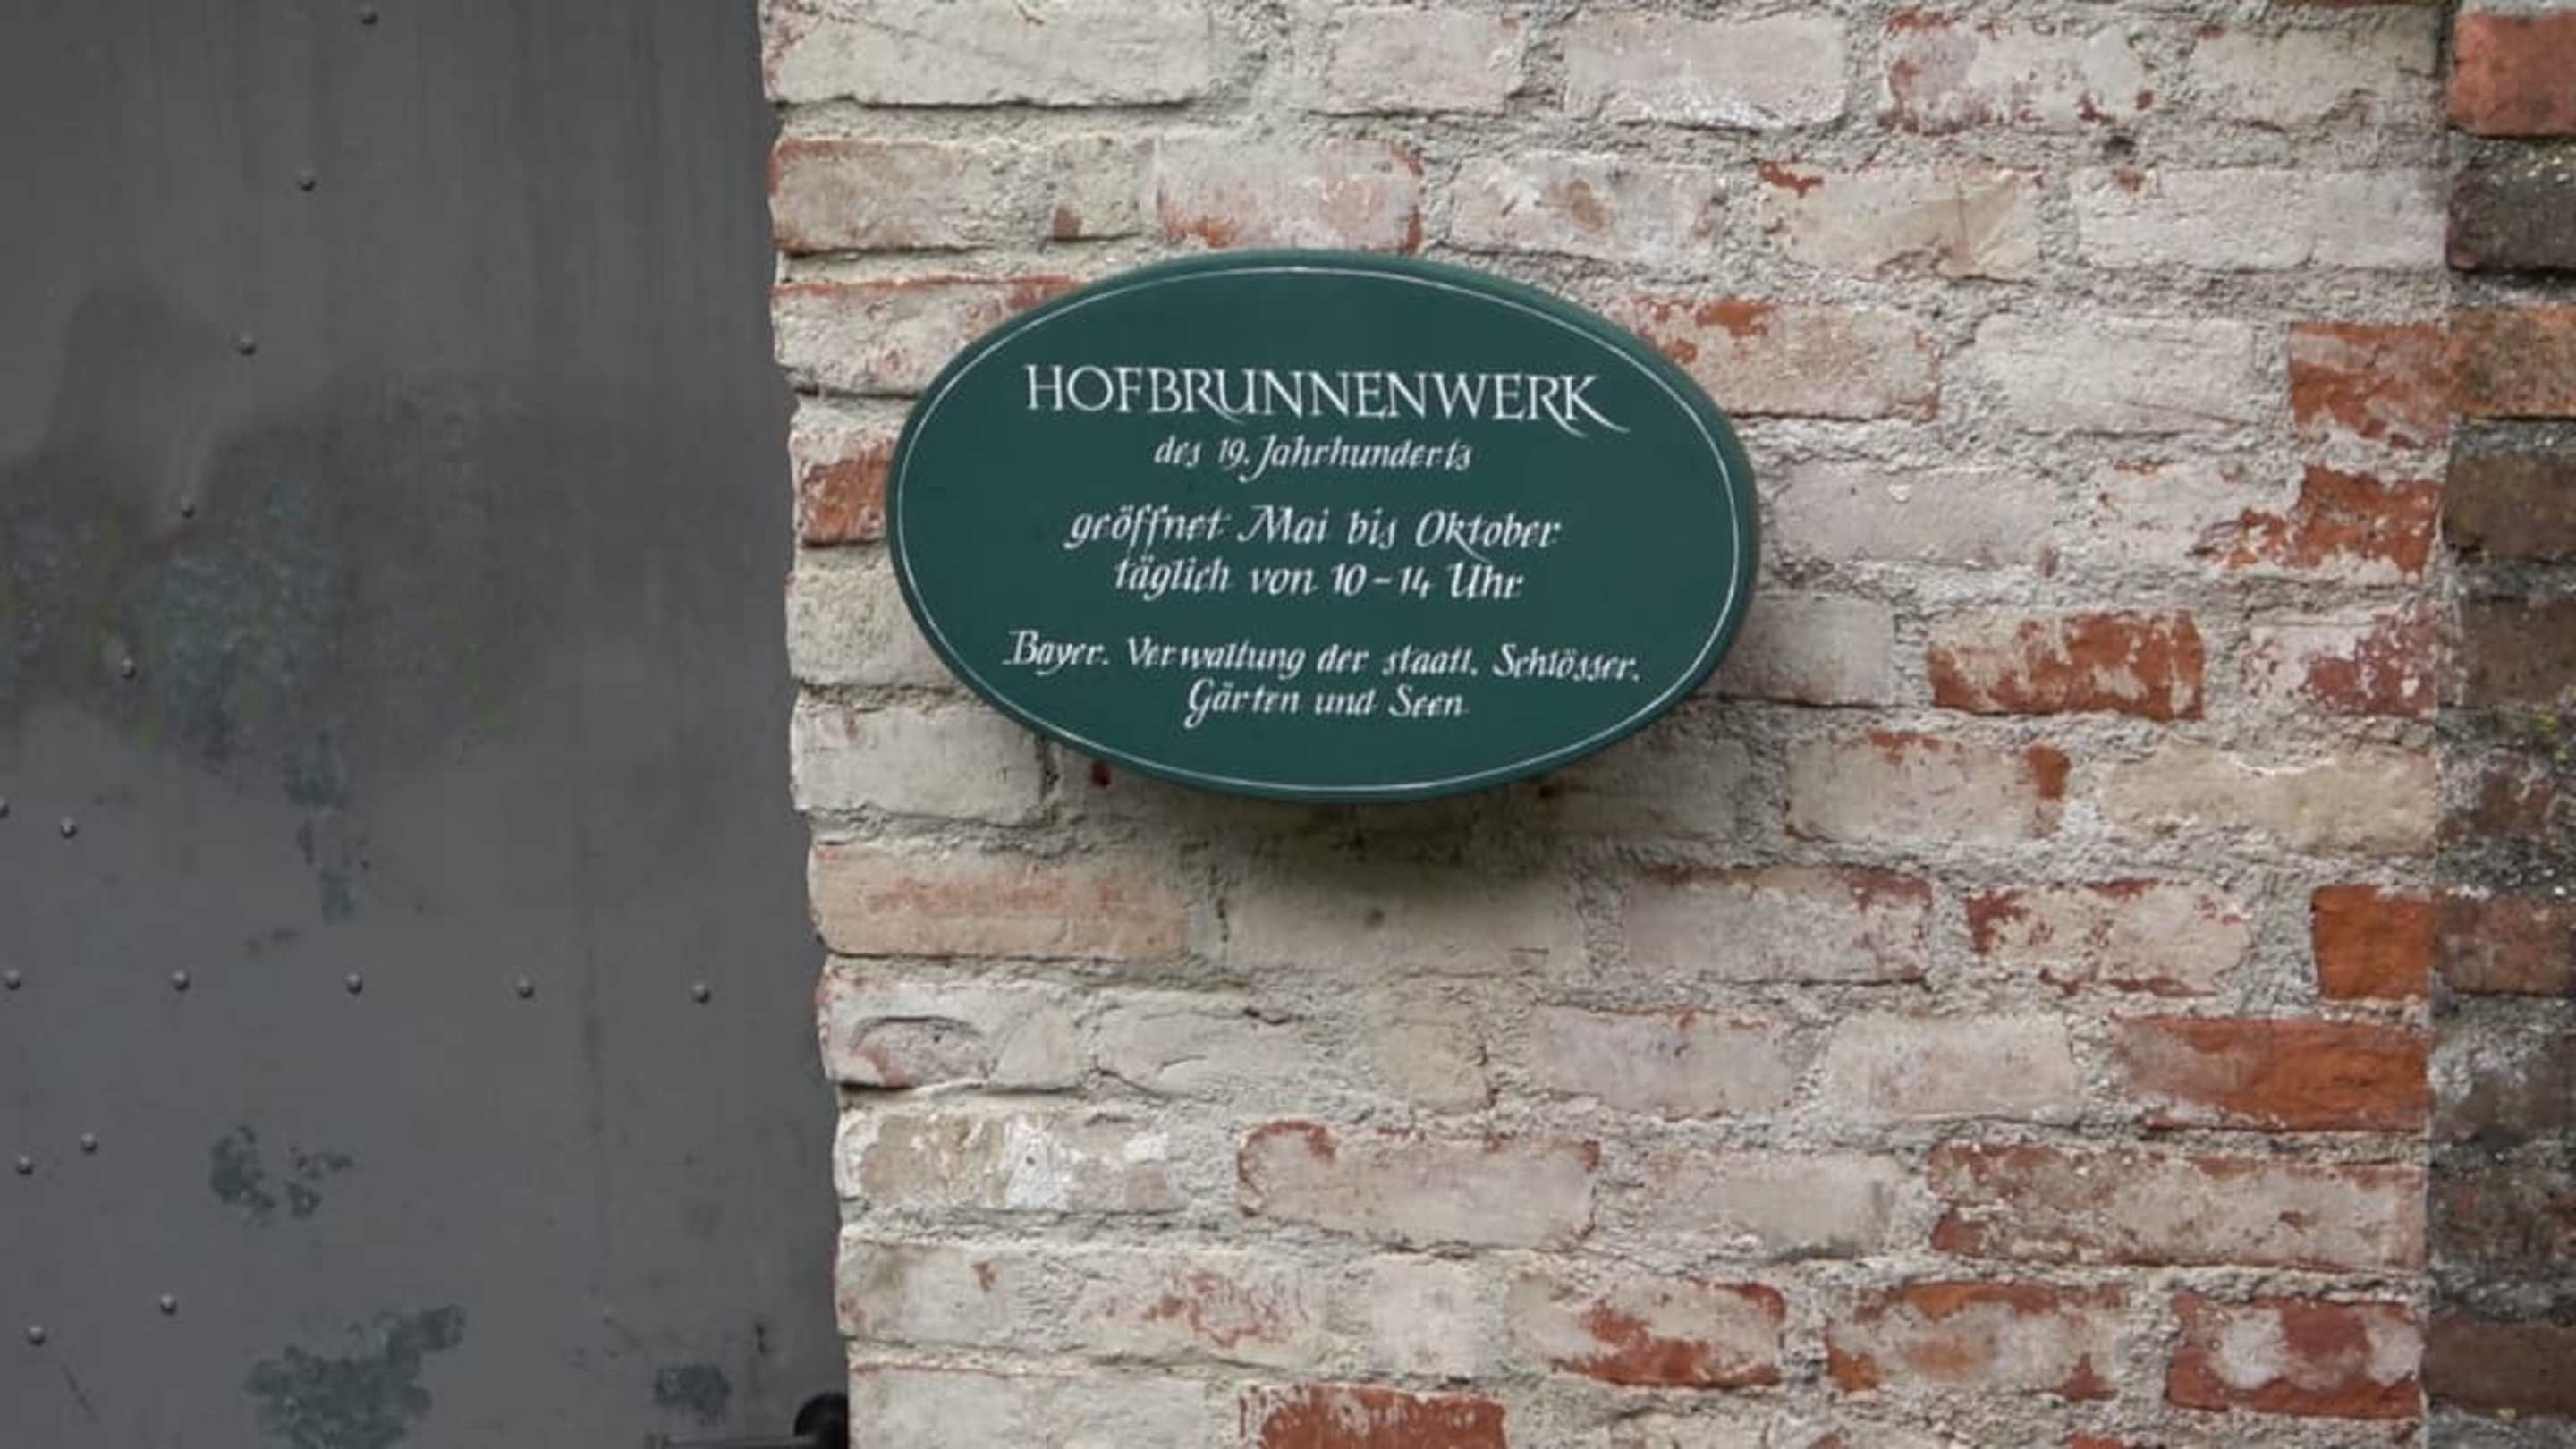 HOFBRUNNENWERK
des 19. Jahrhunderts
geöffnet: Mai bis Oktober
täglich von 10-14 Uhr
Bayer. Verwaltung der staatl. Schlösser,
Gärten und Seen